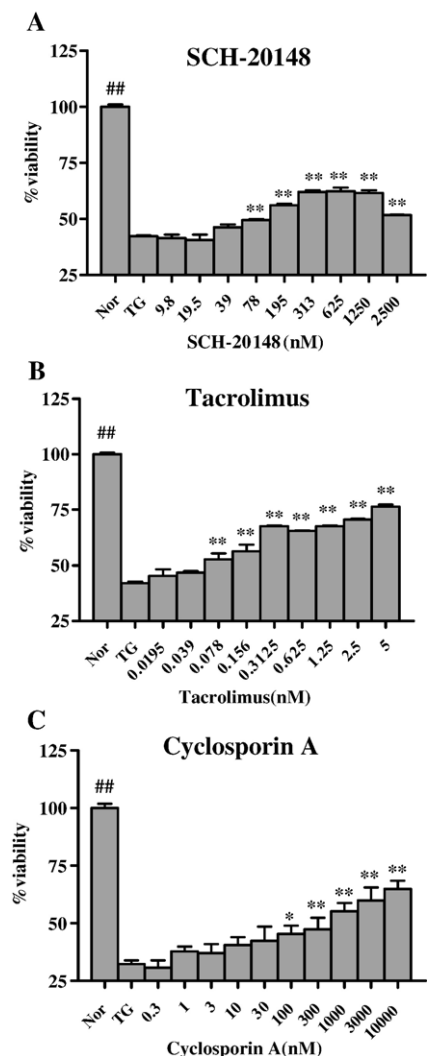 A
SCH-20148
% viability
125
100
75
50
25
##
** ** ** ** ** **
Nor TG 9.8 19.5 39 78 195 313 625 1250 2500
SCH-20148(nM)
B
Tacrolimus
% viability
125
100
75
50
25
##
** ** ** ** ** ** **
Nor TG 0.0195 0.039 0.078 0.156 0.3125 0.625 1.25 2.5 5
Tacrolimus(nM)
C
Cyclosporin A
% viability
125
100
75
50
25
##
* ** ** ** **
Nor TG 0.3 1 3 10 30 100 300 1000 3000 10000
Cyclosporin A(nM)